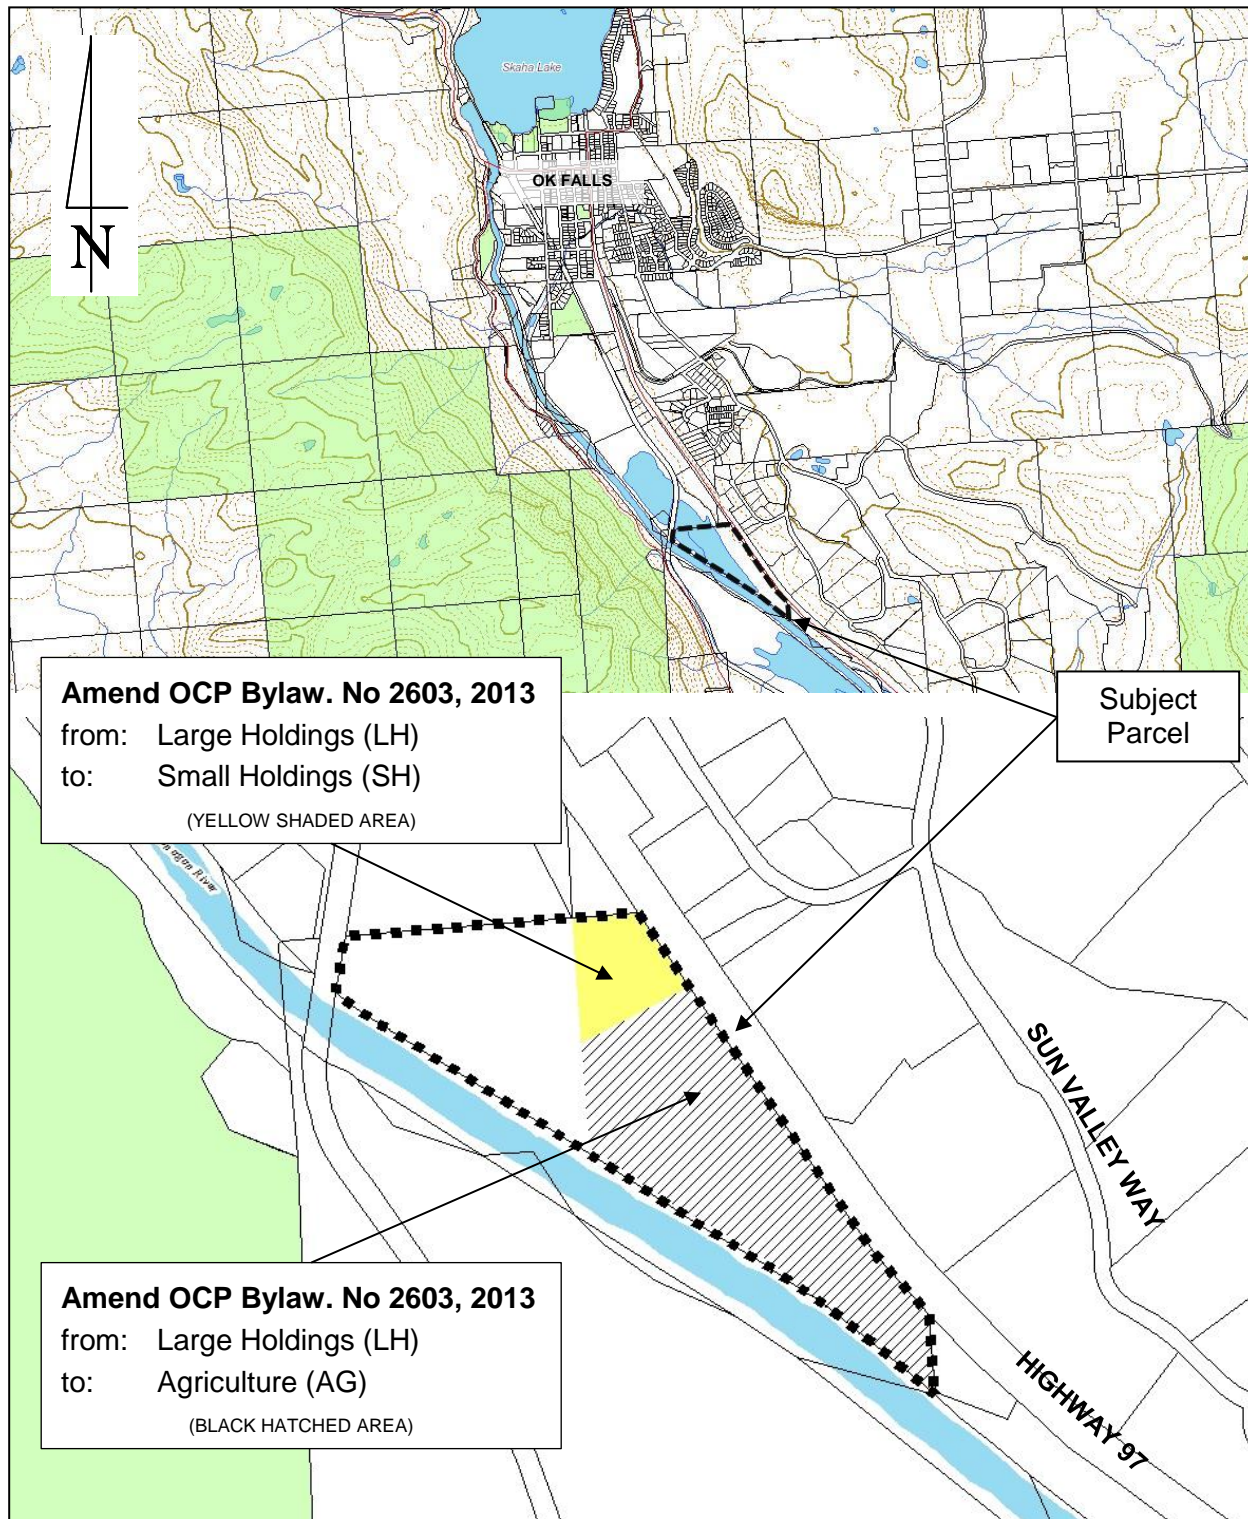 Skaha Lake
OK FALLS
N
Amend OCP Bylaw. No 2603, 2013
from: Large Holdings (LH)
to: Small Holdings (SH)
(YELLOW SHADED AREA)
Subject
Parcel
River
SUN VALLEY WAY
Amend OCP Bylaw. No 2603, 2013
from: Large Holdings (LH)
to: Agriculture (AG)
(BLACK HATCHED AREA)
HIGHWAY 97